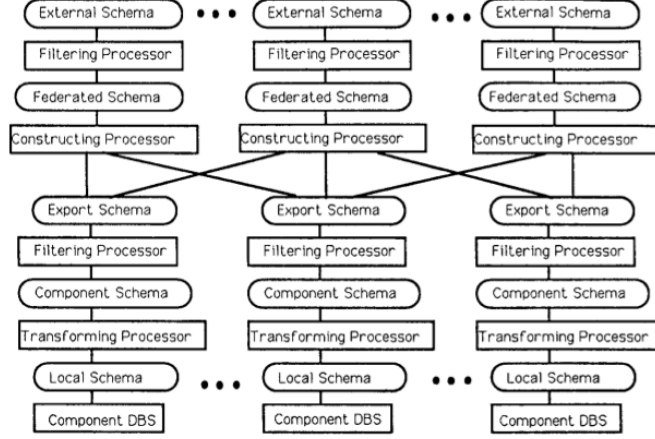 External Schema ••• External Schema ••• External Schema
Filtering Processor Filtering Processor Filtering Processor
Federated Schema Federated Schema Federated Schema
Constructing Processor Constructing Processor Constructing Processor
Export Schema Export Schema Export Schema
Filtering Processor Filtering Processor Filtering Processor
Component Schema Component Schema Component Schema
Transforming Processor Transforming Processor Transforming Processor
Local Schema ••• Local Schema ••• Local Schema
Component DBS Component DBS Component DBS